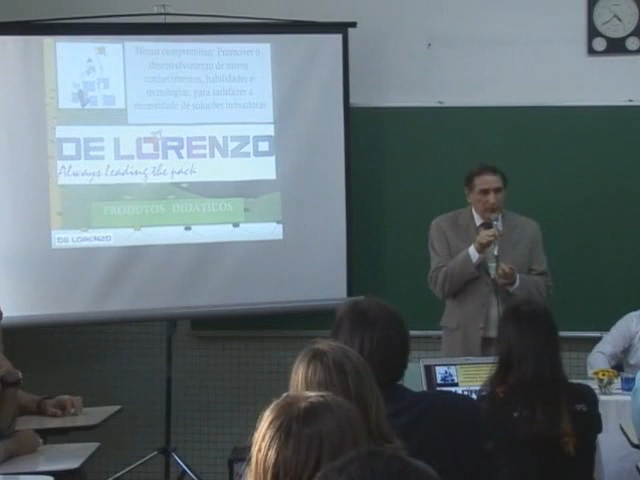 Nosso compromisso: Promover o
desenvolvimento de novos
conhecimentos, habilidades e
tecnologias, para satisfazer a
necessidade de soluções inovadoras
DE LORENZO
Always leading the pack
PRODUTOS DIDÁTICOS
DE LORENZO